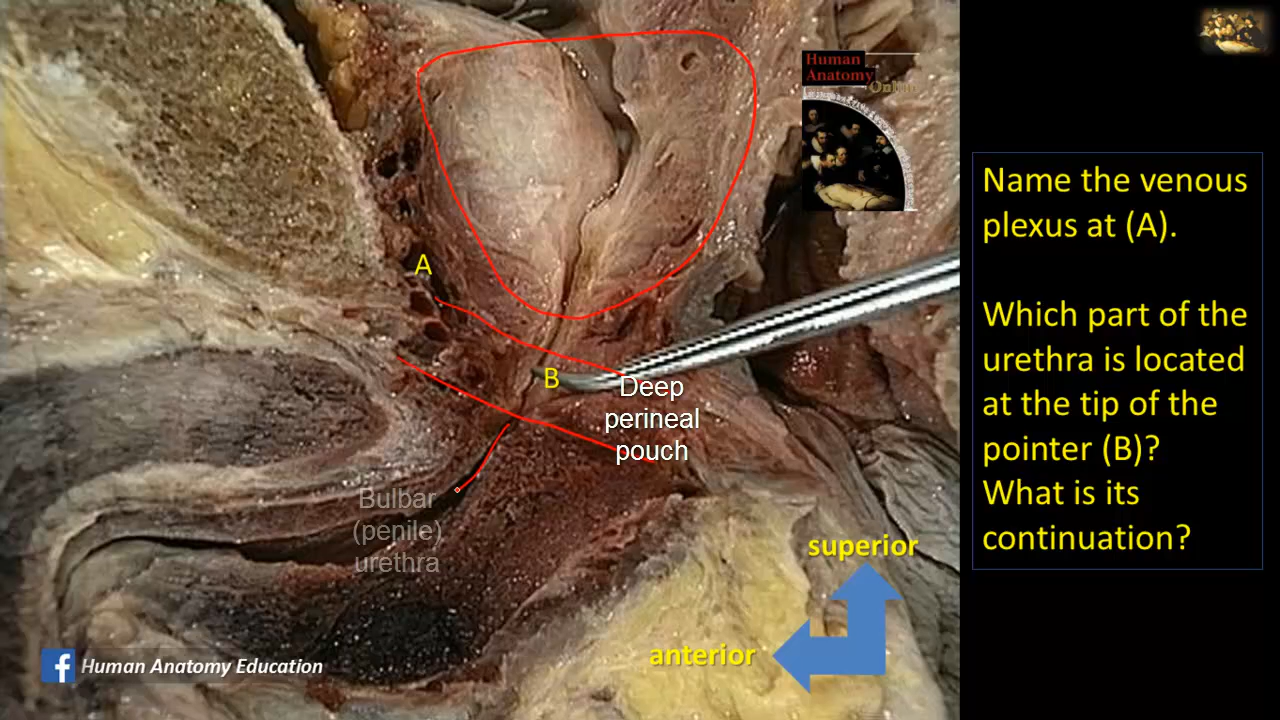 Human
Anatomy
Online
A
B
Deep
perineal
pouch
Bulbar
(penile)
urethra
superior
anterior
Human Anatomy Education
Name the venous
plexus at (A).
Which part of the
urethra is located
at the tip of the
pointer (B)?
What is its
continuation?